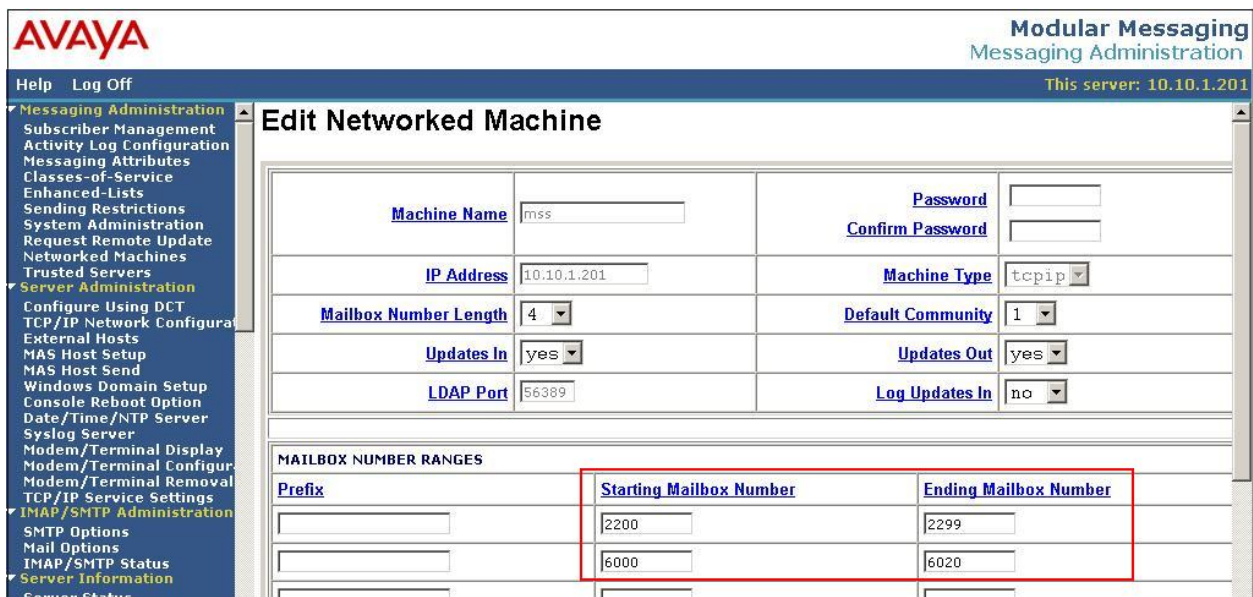 AVAYA
Modular Messaging
Messaging Administration
Help Log Off
This server: 10.10.1.201
Messaging Administration
Subscriber Management
Activity Log Configuration
Messaging Attributes
Classes-of-Service
Enhanced-Lists
Sending Restrictions
System Administration
Request Remote Update
Networked Machines
Trusted Servers
Server Administration
Configure Using DCT
TCP/IP Network Configurat
External Hosts
MAS Host Setup
MAS Host Send
Windows Domain Setup
Console Reboot Option
Date/Time/NTP Server
Syslog Server
Modem/Terminal Display
Modem/Terminal Configur
Modem/Terminal Removal
TCP/IP Service Settings
IMAP/SMTP Administration
SMTP Options
Mail Options
IMAP/SMTP Status
Server Information
Server Status
Edit Networked Machine
Machine Name mss
Password
Confirm Password
IP Address 10.10.1.201
Machine Type tcpip
Mailbox Number Length 4
Default Community 1
Updates In yes
Updates Out yes
LDAP Port 56389
Log Updates In no
MAILBOX NUMBER RANGES
Prefix Starting Mailbox Number Ending Mailbox Number
2200 2299
6000 6020